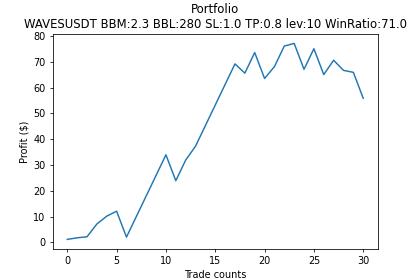 Portfolio
WAVESUSDT BBM:2.3 BBL:280 SL:1.0 TP:0.8 lev:10 WinRatio:71.0
80
70
60
50
40
30
20
10
0
Profit ($)
0 5 10 15 20 25 30
Trade counts